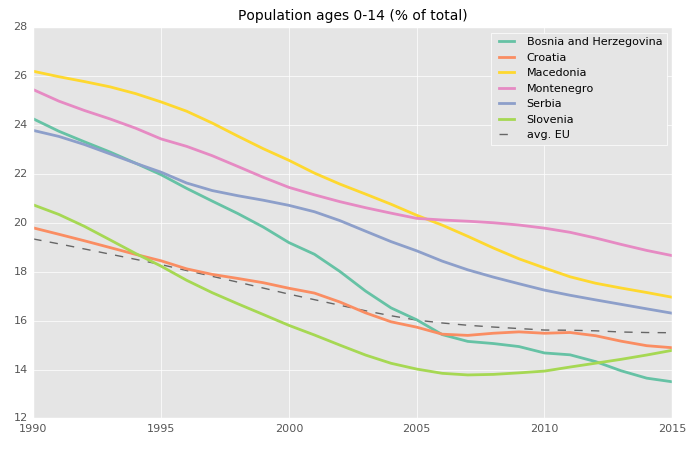 Population ages 0-14 (% of total)
28
26
24
22
20
18
16
14
12
1990
1995
2000
2005
2010
2015
Bosnia and Herzegovina
Croatia
Macedonia
Montenegro
Serbia
Slovenia
avg. EU